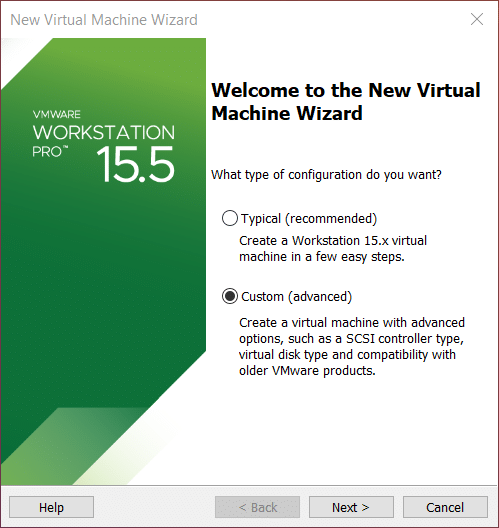 New Virtual Machine Wizard
VMWARE
WORKSTATION
PRO™
15.5
Welcome to the New Virtual
Machine Wizard
What type of configuration do you want?
Typical (recommended)
Create a Workstation 15.x virtual
machine in a few easy steps.
Custom (advanced)
Create a virtual machine with advanced
options, such as a SCSI controller type,
virtual disk type and compatibility with
older VMware products.
Help
< Back
Next >
Cancel